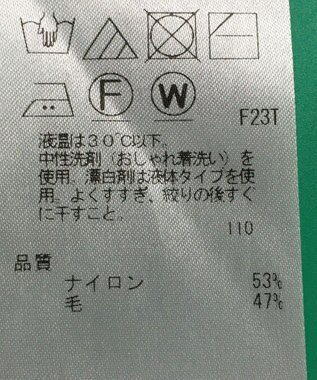 F W
F23T
液温は30℃以下。
中性洗剤（おしゃれ着洗い）を
使用。漂白剤は液体タイプを使
用。よくすすぎ、絞りの後すぐ
に干すこと。
110
品質
ナイロン 53%
毛 47%